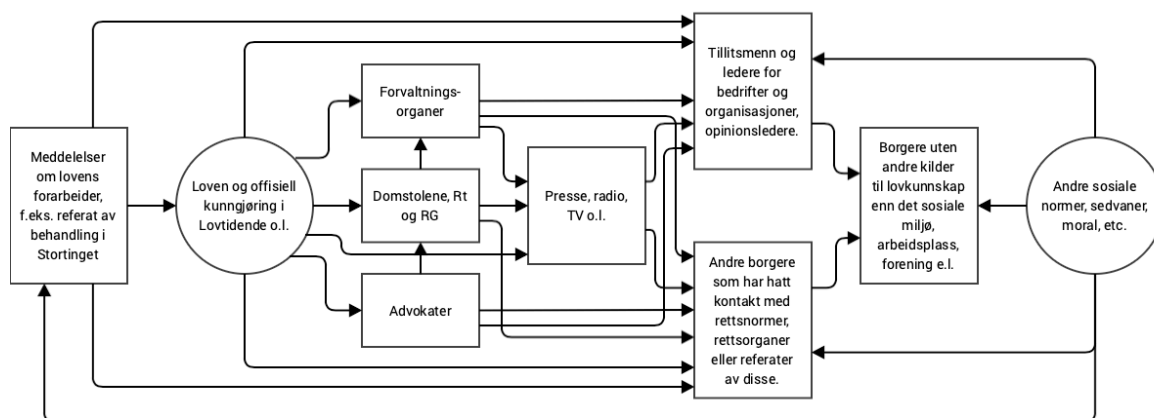 Meddelelser
om lovens
forarbeider,
f.eks. referat av
behandling i
Stortinget
Loven og offisiell
kunngjøring i
Lovtidende o.l.
Forvaltnings-
organer
Domstolene, Rt
og RG
Advokater
Presse, radio,
TV o.l.
Tillitsmenn og
ledere for
bedrifter og
organisasjoner,
opinionsledere.
Andre borgere
som har hatt
kontakt med
rettsnormer,
rettsorganer
eller referater
av disse.
Borgere uten
andre kilder
til lovkunnskap
enn det sosiale
miljø,
arbeidsplass,
forening e.l.
Andre sosiale
normer, sedvaner,
moral, etc.